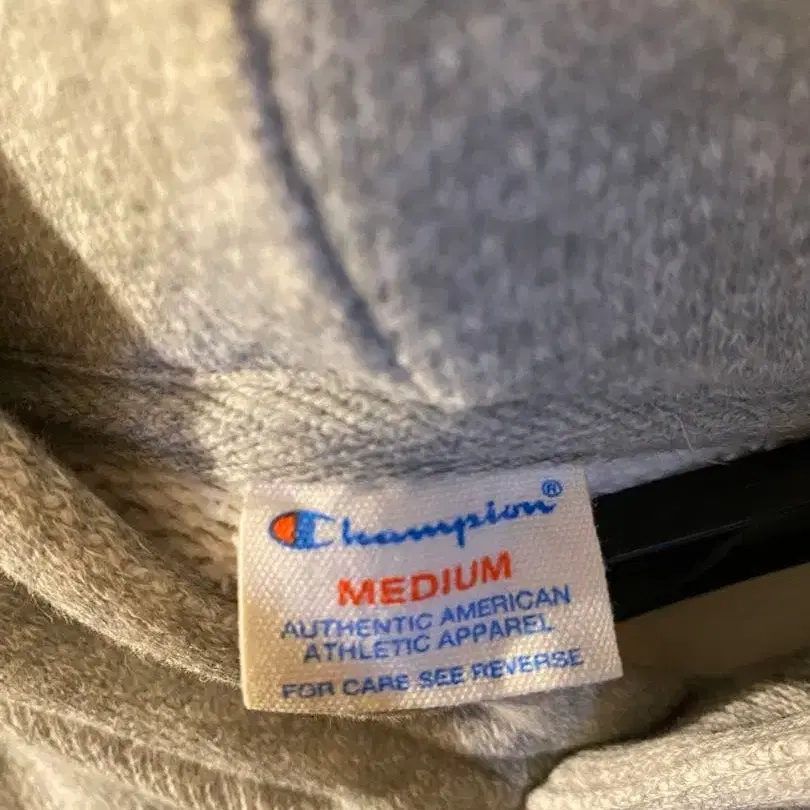 Champion®
MEDIUM
AUTHENTIC AMERICAN
ATHLETIC APPAREL
FOR CARE SEE REVERSE